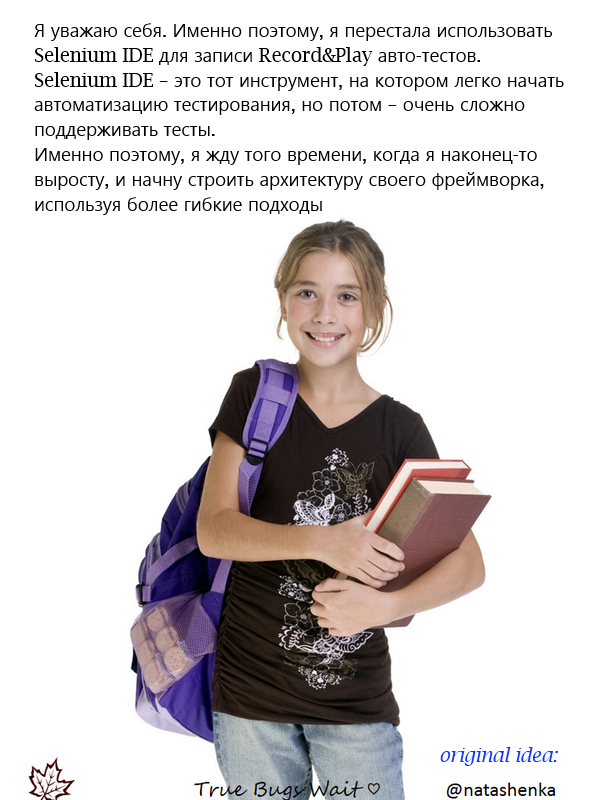 Я уважаю себя. Именно поэтому, я перестала использовать
Selenium IDE для записи Record&Play авто-тестов.
Selenium IDE – это тот инструмент, на котором легко начать
автоматизацию тестирования, но потом – очень сложно
поддерживать тесты.
Именно поэтому, я жду того времени, когда я наконец-то
вырасту, и начну строить архитектуру своего фреймворка,
используя более гибкие подходы
original idea:
True Bugs Wait ♡
@natashenka